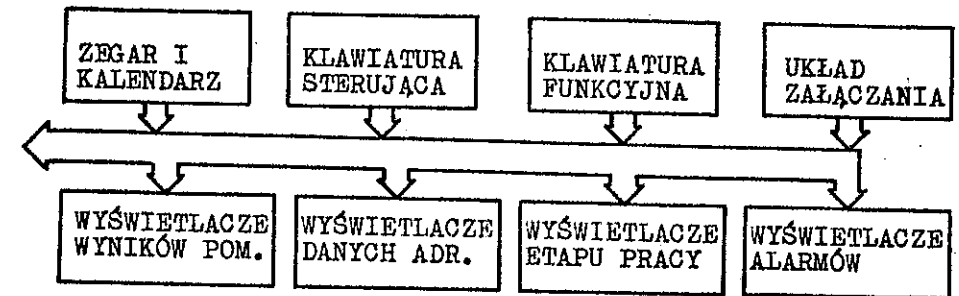 ZEGAR I
KALENDARZ
KLAWIATURA
STERUJĄCA
KLAWIATURA
FUNKCYJNA
UKŁAD
ZAŁĄCZANIA
WYŚWIETLACZE
WYNIKÓW POM.
WYŚWIETLACZE
DANYCH ADR.
WYŚWIETLACZE
ETAPU PRACY
WYŚWIETLACZE
ALARMÓW